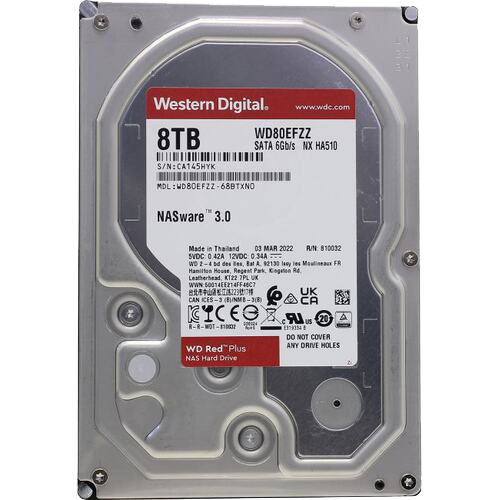 Western Digital.
www.wdc.com
8TB
WD80EFZZ
SATA 6Gb/s NX HA510
S/N:CA145HYK
MDL:WD80EFZZ-68BTXN0
NASware™ 3.0
Made in Thailand 03 MAR 2022 R/N: 810032
5VDC: 0.42A 12VDC: 0.34A
WD 2-4 bd des Iles, Bat A, 92130 Issy les Moulineaux FR
Hamilton House, Regent Park, Kingston Rd,
Leatherhead, KT22 7PL UK
WWN:50014EE214FF46C7
CAN ICES-3 (B)/NMB-3(B)
R-R-WDT-810032
UK
CA
20
DO NOT COVER
ANY DRIVE HOLES
WD Red™ Plus
NAS Hard Drive